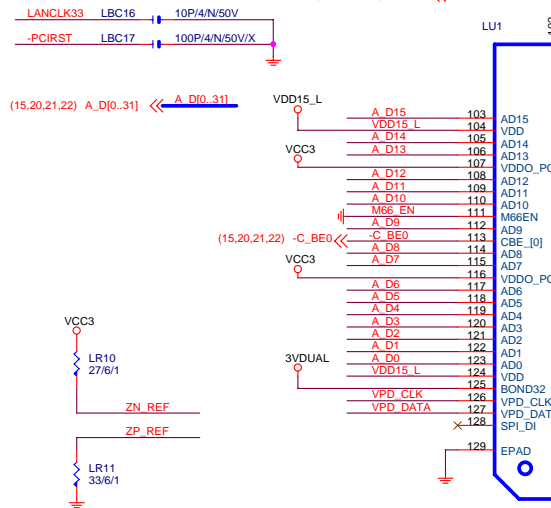 LANCLK33 LBC16 10P/4/N/50V
-PCIRST LBC17 100P/4/N/50V/X
LU1
(15,20,21,22) A_D[0..31] A_D[0..31]
VDD15_L
A_D15 103 AD15
VDD15_L 104 VDD
A_D14 105 AD14
A_D13 106 AD13
VCC3
107 VDDO_PC
A_D12 108 AD12
A_D11 109 AD11
A_D10 110 AD10
M66_EN 111 M66EN
A_D9 112 AD9
(15,20,21,22) -C_BE0 -C_BE0 113 CBE_[0]
A_D8 114 AD8
A_D7 115 AD7
VCC3
116 VDDO_PC
A_D6 117 AD6
A_D5 118 AD5
A_D4 119 AD4
A_D3 120 AD3
A_D2 121 AD2
A_D1 122 AD1
A_D0 123 AD0
3VDUAL
VDD15_L 124 VDD
125 BOND32
VPD_CLK 126 VPD_CLK
VPD_DATA 127 VPD_DAT
128 SPI_DI
129 EPAD
VCC3
LR10
27/6/1
ZN_REF
ZP_REF
LR11
33/6/1